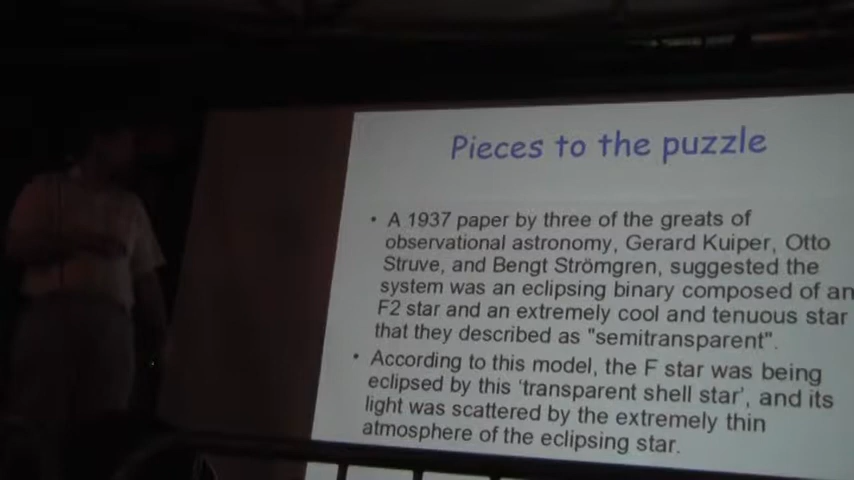 Pieces to the puzzle
• A 1937 paper by three of the greats of
observational astronomy, Gerard Kuiper, Otto
Struve, and Bengt Strömgren, suggested the
system was an eclipsing binary composed of an
F2 star and an extremely cool and tenuous star
that they described as "semitransparent".
• According to this model, the F star was being
eclipsed by this ‘transparent shell star’, and its
light was scattered by the extremely thin
atmosphere of the eclipsing star.